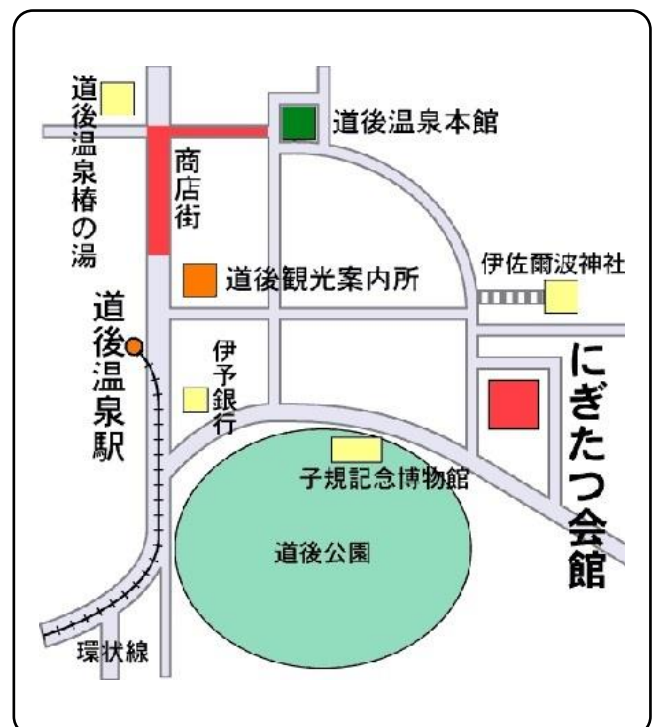 道後温泉椿の湯
道後温泉本館
商店街
伊佐爾波神社
道後観光案内所
道後温泉駅
伊予銀行
にぎたつ会館
子規記念博物館
道後公園
環状線